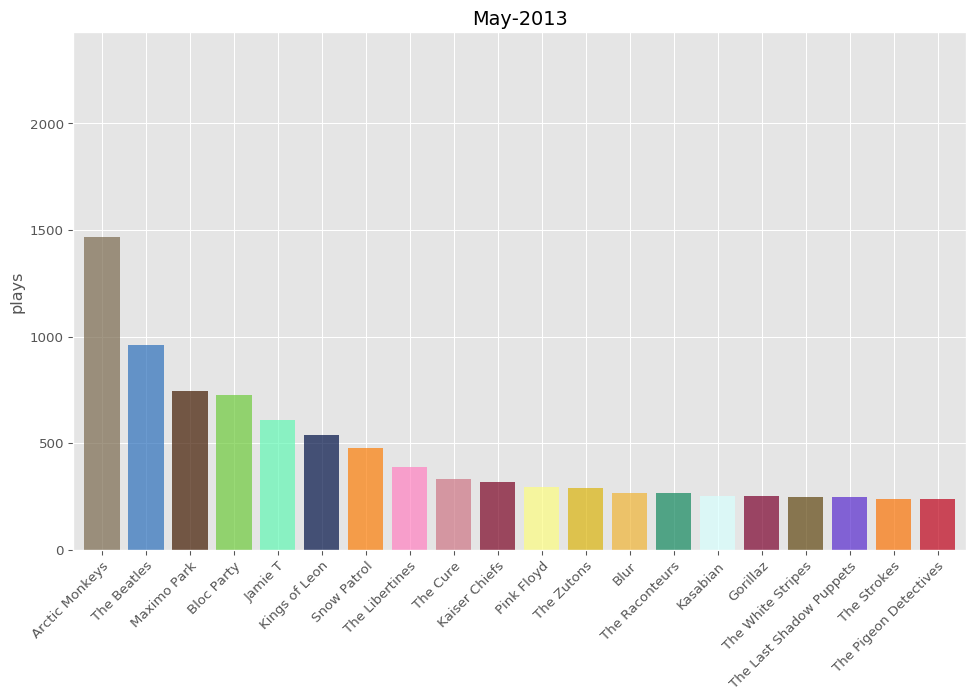 May-2013
2000
1500
1000
500
0
plays
Arctic Monkeys
The Beatles
Maximo Park
Bloc Party
Jamie T
Kings of Leon
Snow Patrol
The Libertines
The Cure
Kaiser Chiefs
Pink Floyd
The Zutons
Blur
The Raconteurs
Kasabian
Gorillaz
The White Stripes
The Last Shadow Puppets
The Strokes
The Pigeon Detectives